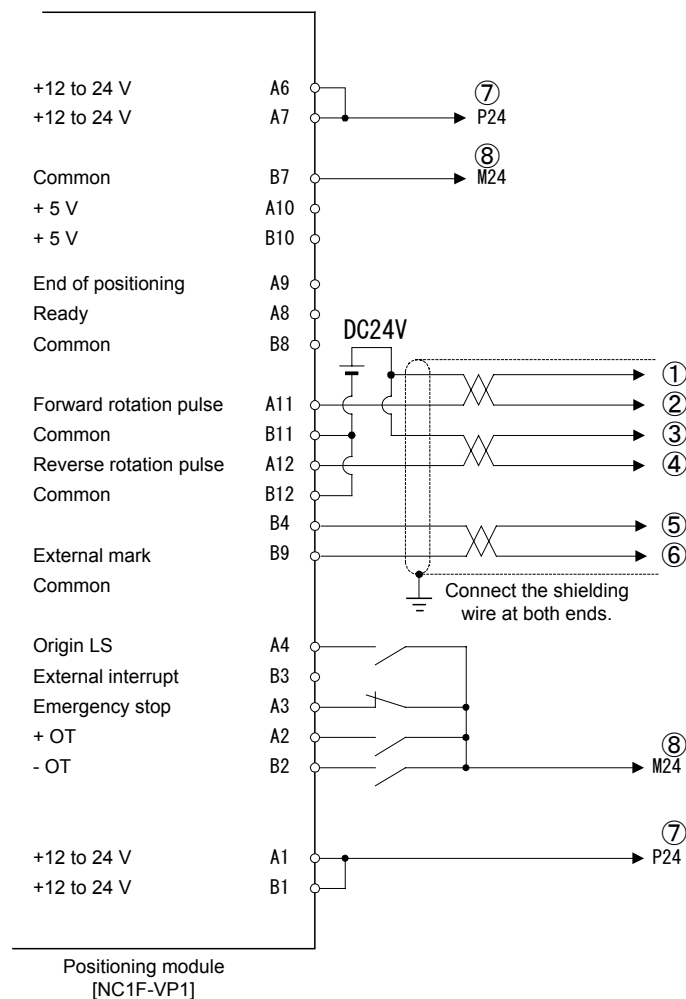 +12 to 24 V A6 ⑦
+12 to 24 V A7 P24
⑧
Common B7 M24
+ 5 V A10
+ 5 V B10
End of positioning A9
Ready A8
DC24V
Common B8
①
Forward rotation pulse A11 ②
Common B11 ③
Reverse rotation pulse A12 ④
Common B12
B4 ⑤
External mark B9 ⑥
Common
Connect the shielding
wire at both ends.
Origin LS A4
External interrupt B3
Emergency stop A3
+ OT A2
⑧
- OT B2 M24
⑦
+12 to 24 V A1 P24
+12 to 24 V B1
Positioning module
[NC1F-VP1]